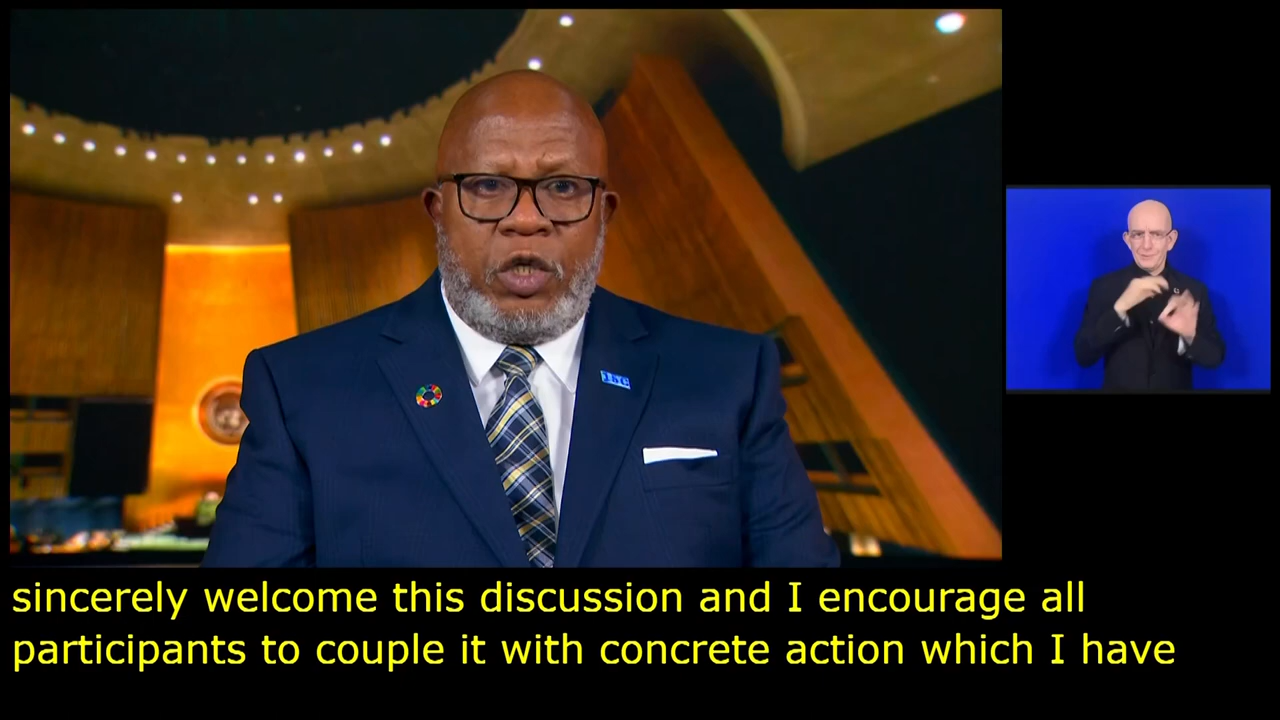 sincerely welcome this discussion and I encourage all
participants to couple it with concrete action which I have